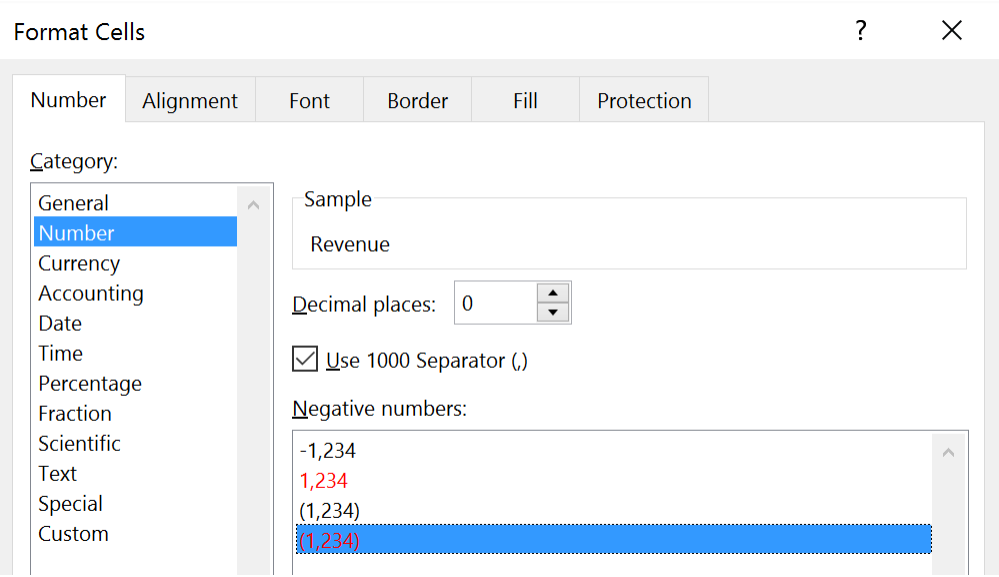 Format Cells ?
Number Alignment Font Border Fill Protection
Category:
General
Number
Currency
Accounting
Date
Time
Percentage
Fraction
Scientific
Text
Special
Custom
Sample
Revenue
Decimal places: 0
Use 1000 Separator (,)
Negative numbers:
-1,234
1,234
(1,234)
(1,234)